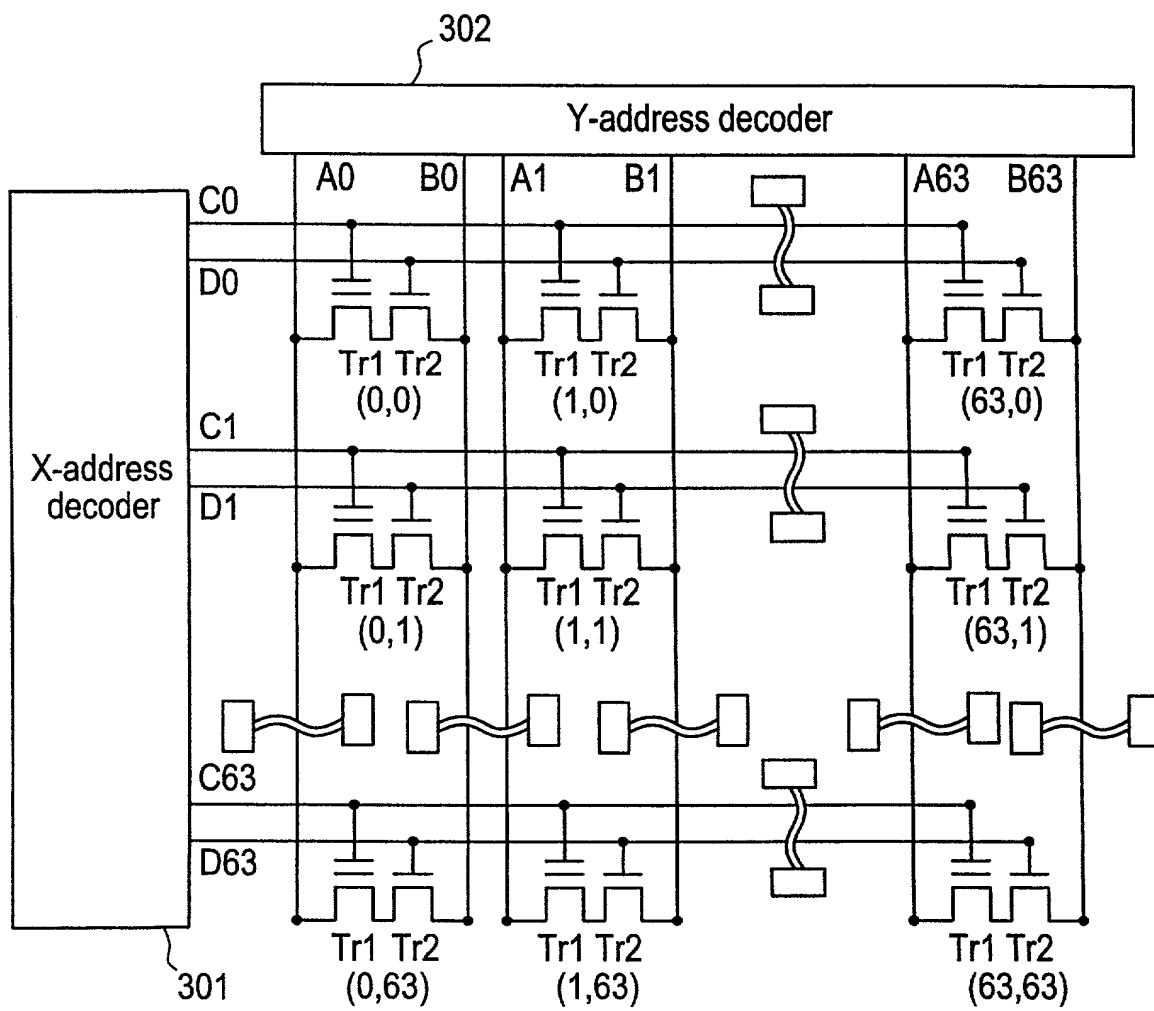 302
Y-address decoder
A0 B0 A1 B1 A63 B63
C0
D0
Tr1 Tr2 Tr1 Tr2 Tr1 Tr2
(0,0) (1,0) (63,0)
C1
X-address
decoder
D1
Tr1 Tr2 Tr1 Tr2 Tr1 Tr2
(0,1) (1,1) (63,1)
C63
D63
Tr1 Tr2 Tr1 Tr2 Tr1 Tr2
(0,63) (1,63) (63,63)
301